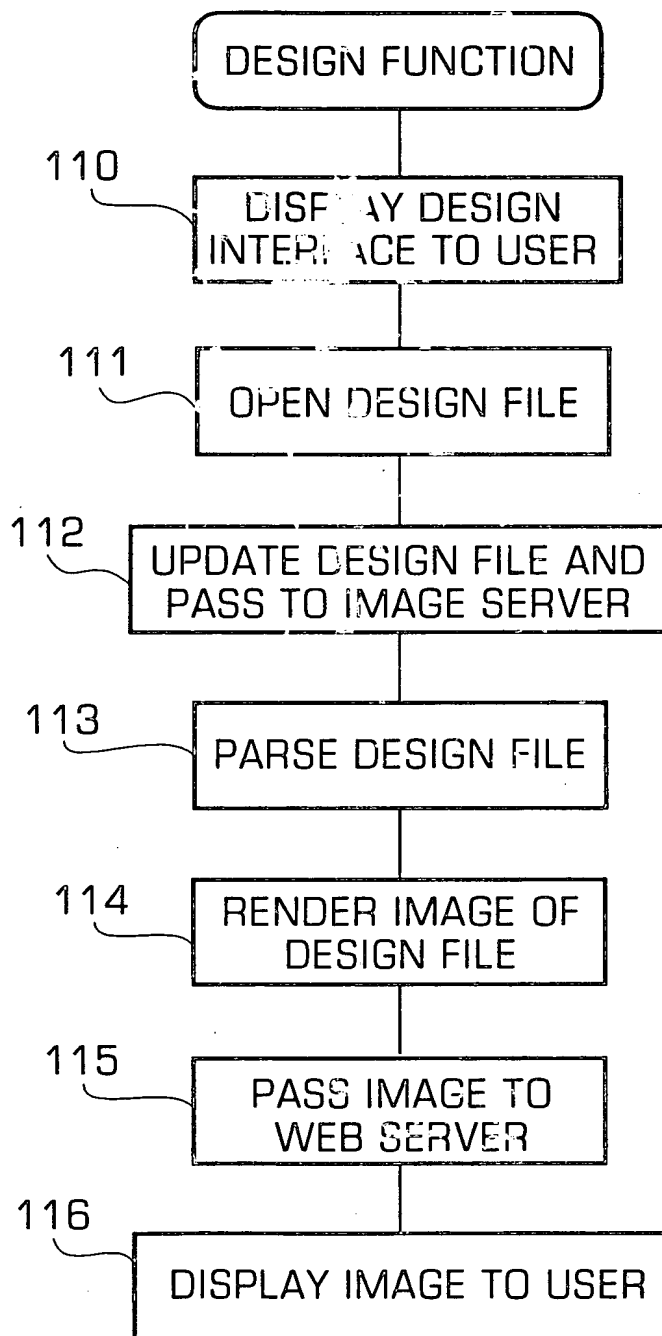 DESIGN FUNCTION
110
DISPLAY DESIGN
INTERFACE TO USER
111
OPEN DESIGN FILE
112
UPDATE DESIGN FILE AND
PASS TO IMAGE SERVER
113
PARSE DESIGN FILE
114
RENDER IMAGE OF
DESIGN FILE
115
PASS IMAGE TO
WEB SERVER
116
DISPLAY IMAGE TO USER